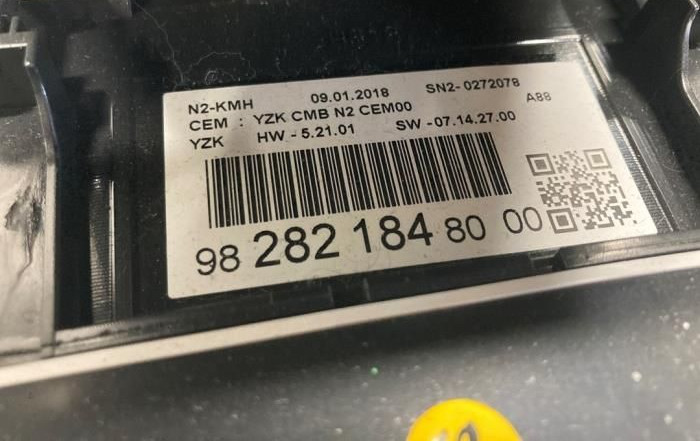 N2-KMH 09.01.2018 SN2-0272078
CEM : YZK CMB N2 CEM00 A88
YZK HW - 5.21.01 SW - 07.14.27.00
98 282 184 80 00